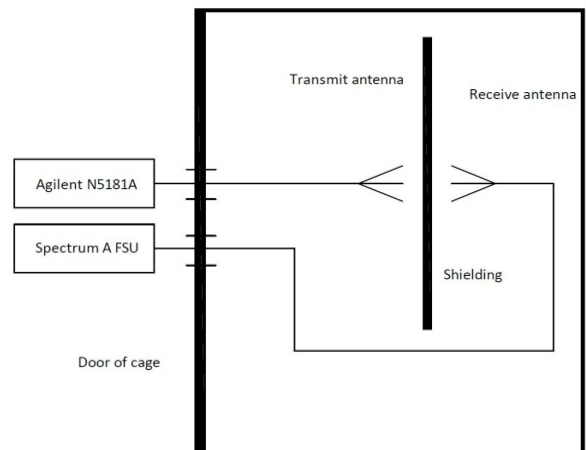 Transmit antenna
Receive antenna
Agilent N5181A
Spectrum A FSU
Shielding
Door of cage